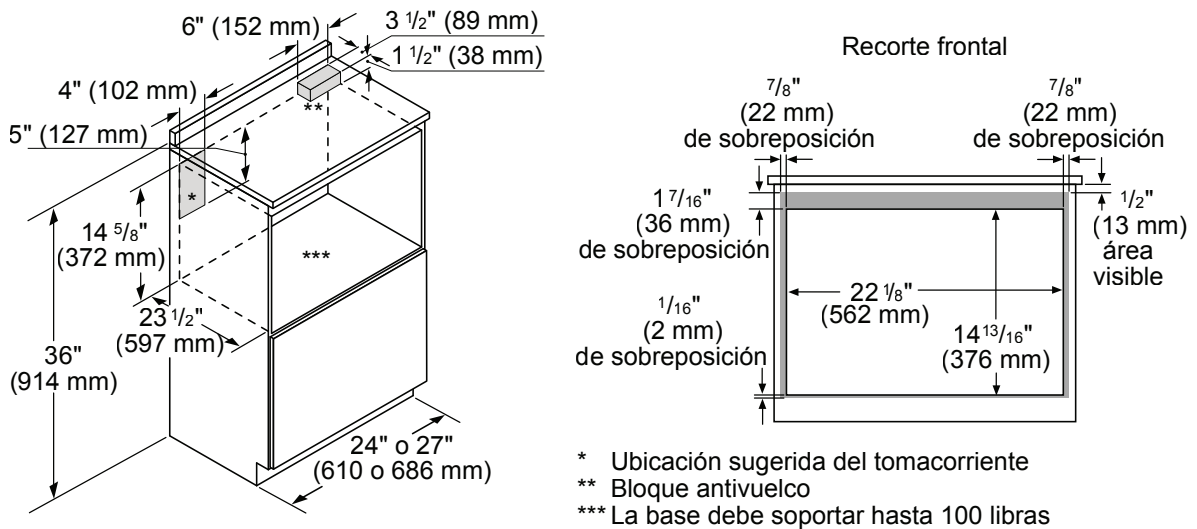 6" (152 mm)
3 1/2" (89 mm)
1 1/2" (38 mm)
4" (102 mm)
**
5" (127 mm)
*
14 5/8"
(372 mm)
***
23 1/2"
(597 mm)
36"
(914 mm)
24" o 27"
(610 o 686 mm)
Recorte frontal
7/8"
(22 mm)
de sobreposición
7/8"
(22 mm)
de sobreposición
1 7/16"
(36 mm)
de sobreposición
1/2"
(13 mm)
área
visible
22 1/8"
(562 mm)
1/16"
(2 mm)
de sobreposición
14 13/16"
(376 mm)
* Ubicación sugerida del tomacorriente
** Bloque antivuelco
*** La base debe soportar hasta 100 libras